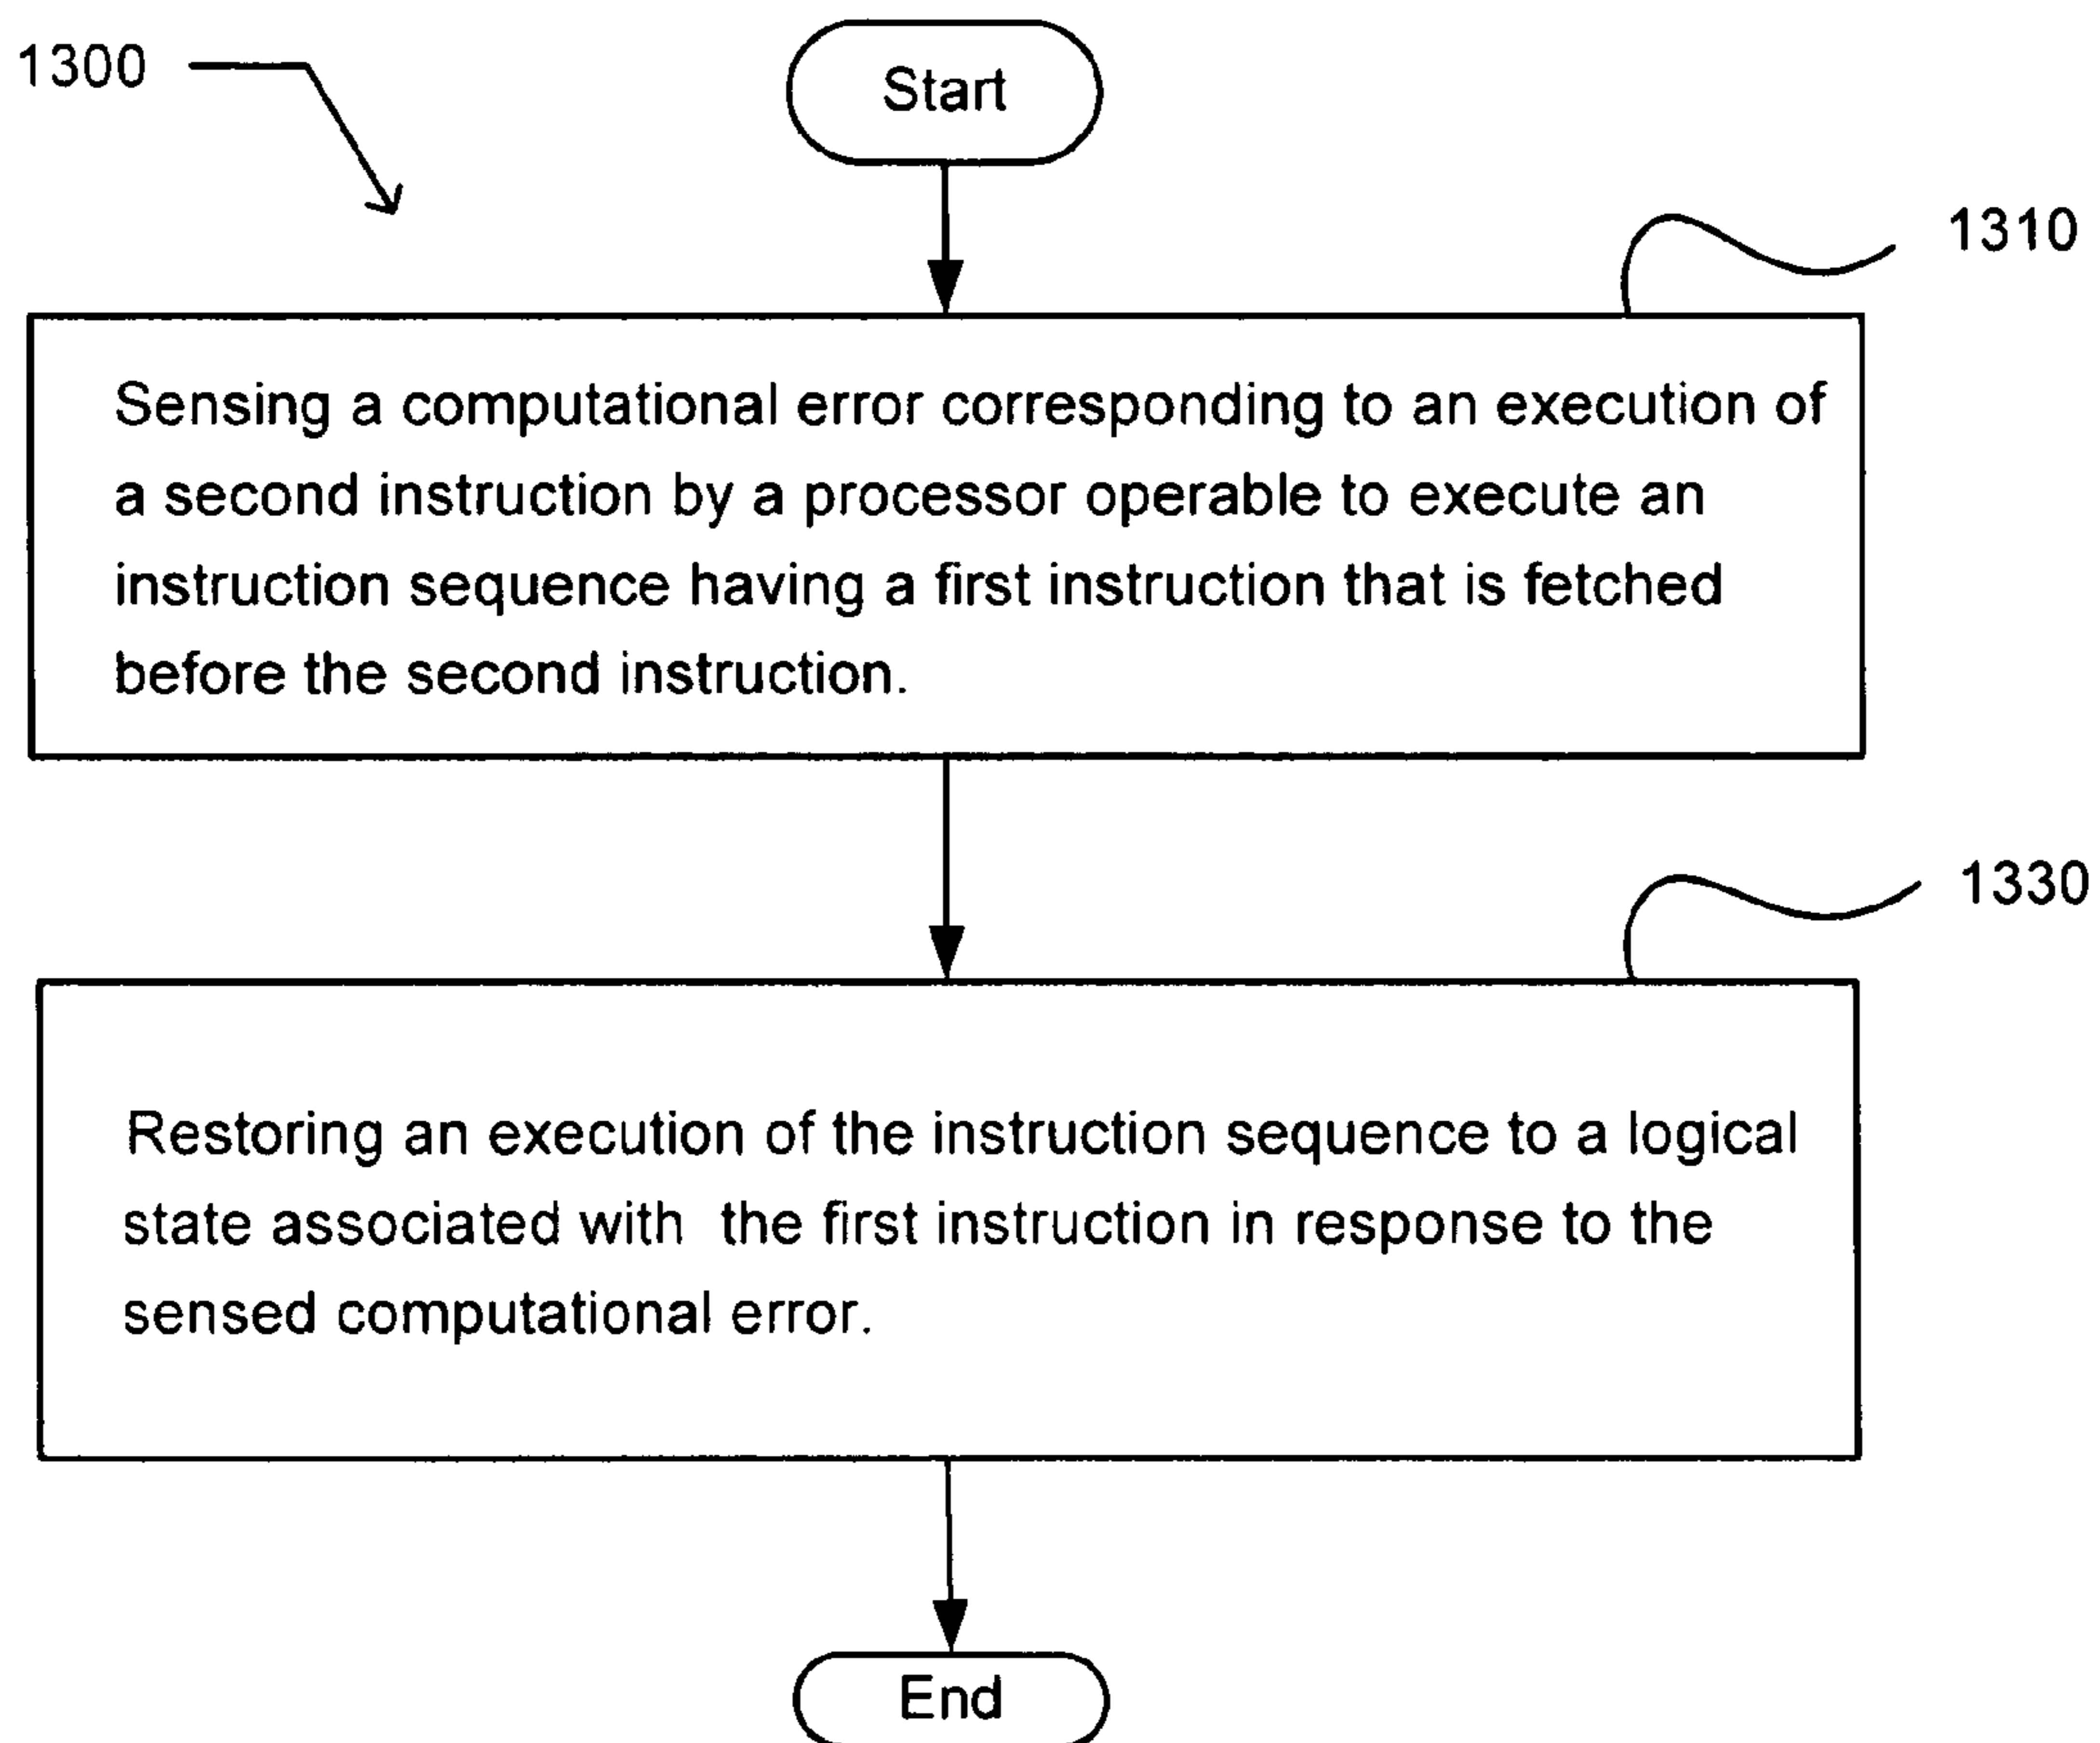 1300
Start
1310
Sensing a computational error corresponding to an execution of
a second instruction by a processor operable to execute an
instruction sequence having a first instruction that is fetched
before the second instruction.
1330
Restoring an execution of the instruction sequence to a logical
state associated with the first instruction in response to the
sensed computational error.
End